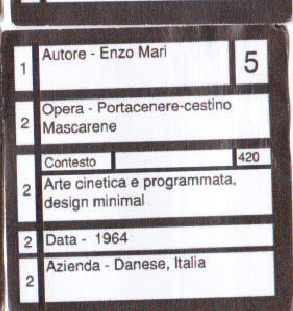 1 Autore - Enzo Mari 5
2 Opera - Portacenere-cestino
Mascarene
Contesto 420
2 Arte cinetica e programmata,
design minimal
2 Data - 1964
2 Azienda - Danese, Italia